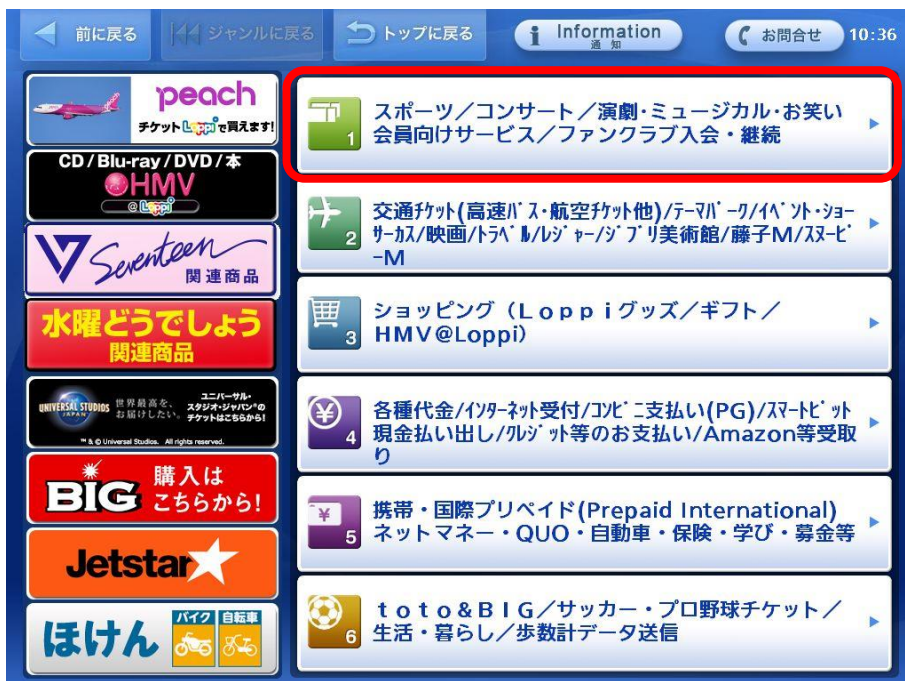 前に戻る
ジャンルに戻る
トップに戻る
i Information
通 知
お問合せ
10:36
peach
チケットLoppiで買えます!
CD/Blu-ray/DVD/本
HMV
@Loppi
V Seventeen
関連商品
水曜どうでしょう
関連商品
UNIVERSAL STUDIOS
JAPAN
世界最高を、
お届けしたい。
ユニバーサル・
スタジオ・ジャパン®の
チケットはこちらから!
™ & © Universal Studios. All rights reserved.
BIG
購入は
こちらから!
Jetstar
ほけん
バイク
自転車
1
スポーツ／コンサート／演劇・ミュージカル・お笑い
会員向けサービス／ファンクラブ入会・継続
2
交通ﾁｹｯﾄ(高速ﾊﾞｽ・航空ﾁｹｯﾄ他)/ﾃｰﾏﾊﾟｰｸ/ｲﾍﾞﾝﾄ・ｼｮｰ
ｻｰｶｽ/映画/ﾄﾗﾍﾞﾙ/ﾚｼﾞｬｰ/ｼﾞﾌﾞﾘ美術館/藤子M/ｽﾇｰﾋﾟ
ｰM
3
ショッピング（Ｌｏｐｐｉグッズ／ギフト／
HMV@Loppi）
¥
4
各種代金/ｲﾝﾀｰﾈｯﾄ受付/ｺﾝﾋﾞﾆ支払い(PG)/ｽﾏｰﾄﾋﾟｯﾄ
現金払い出し/ｸﾚｼﾞｯﾄ等のお支払い/Amazon等受取
り
¥
5
携帯・国際プリペイド(Prepaid International)
ネットマネー・QUO・自動車・保険・学び・募金等
6
ｔｏｔｏ＆ＢＩＧ／サッカー・プロ野球チケット／
生活・暮らし／歩数計データ送信